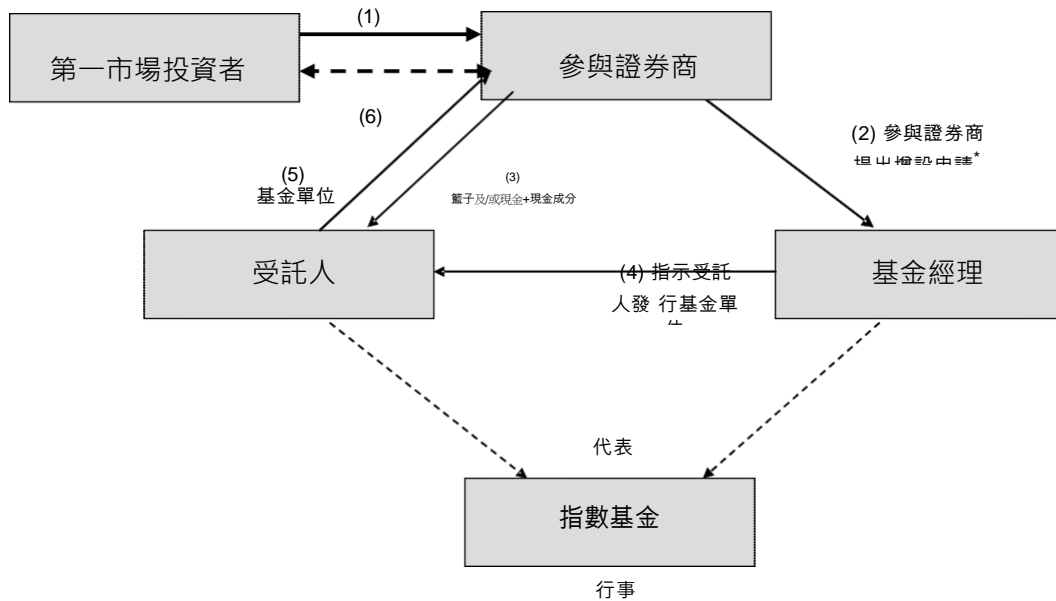 (1)
第一市場投資者
參與證券商
(6)
(2) 參與證券商
(5)
基金單位
(3)
籃子及/或現金+現金成分
受託人
基金經理
(4) 指示受託
人發 行基金單
代表
指數基金
行事